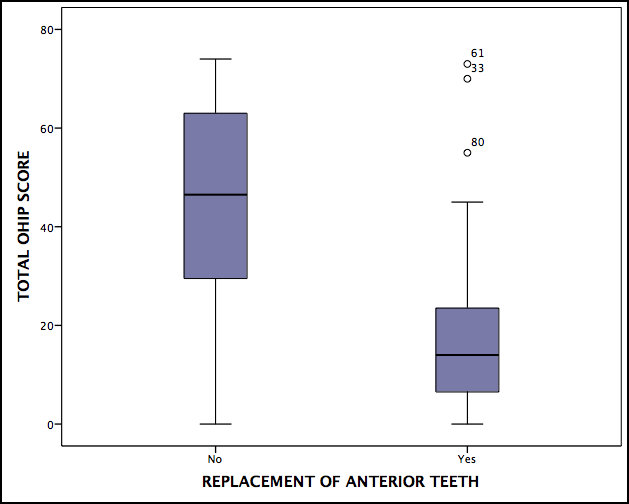 80
60
40
20
0
TOTAL OHIP SCORE
61
33
80
No
Yes
REPLACEMENT OF ANTERIOR TEETH